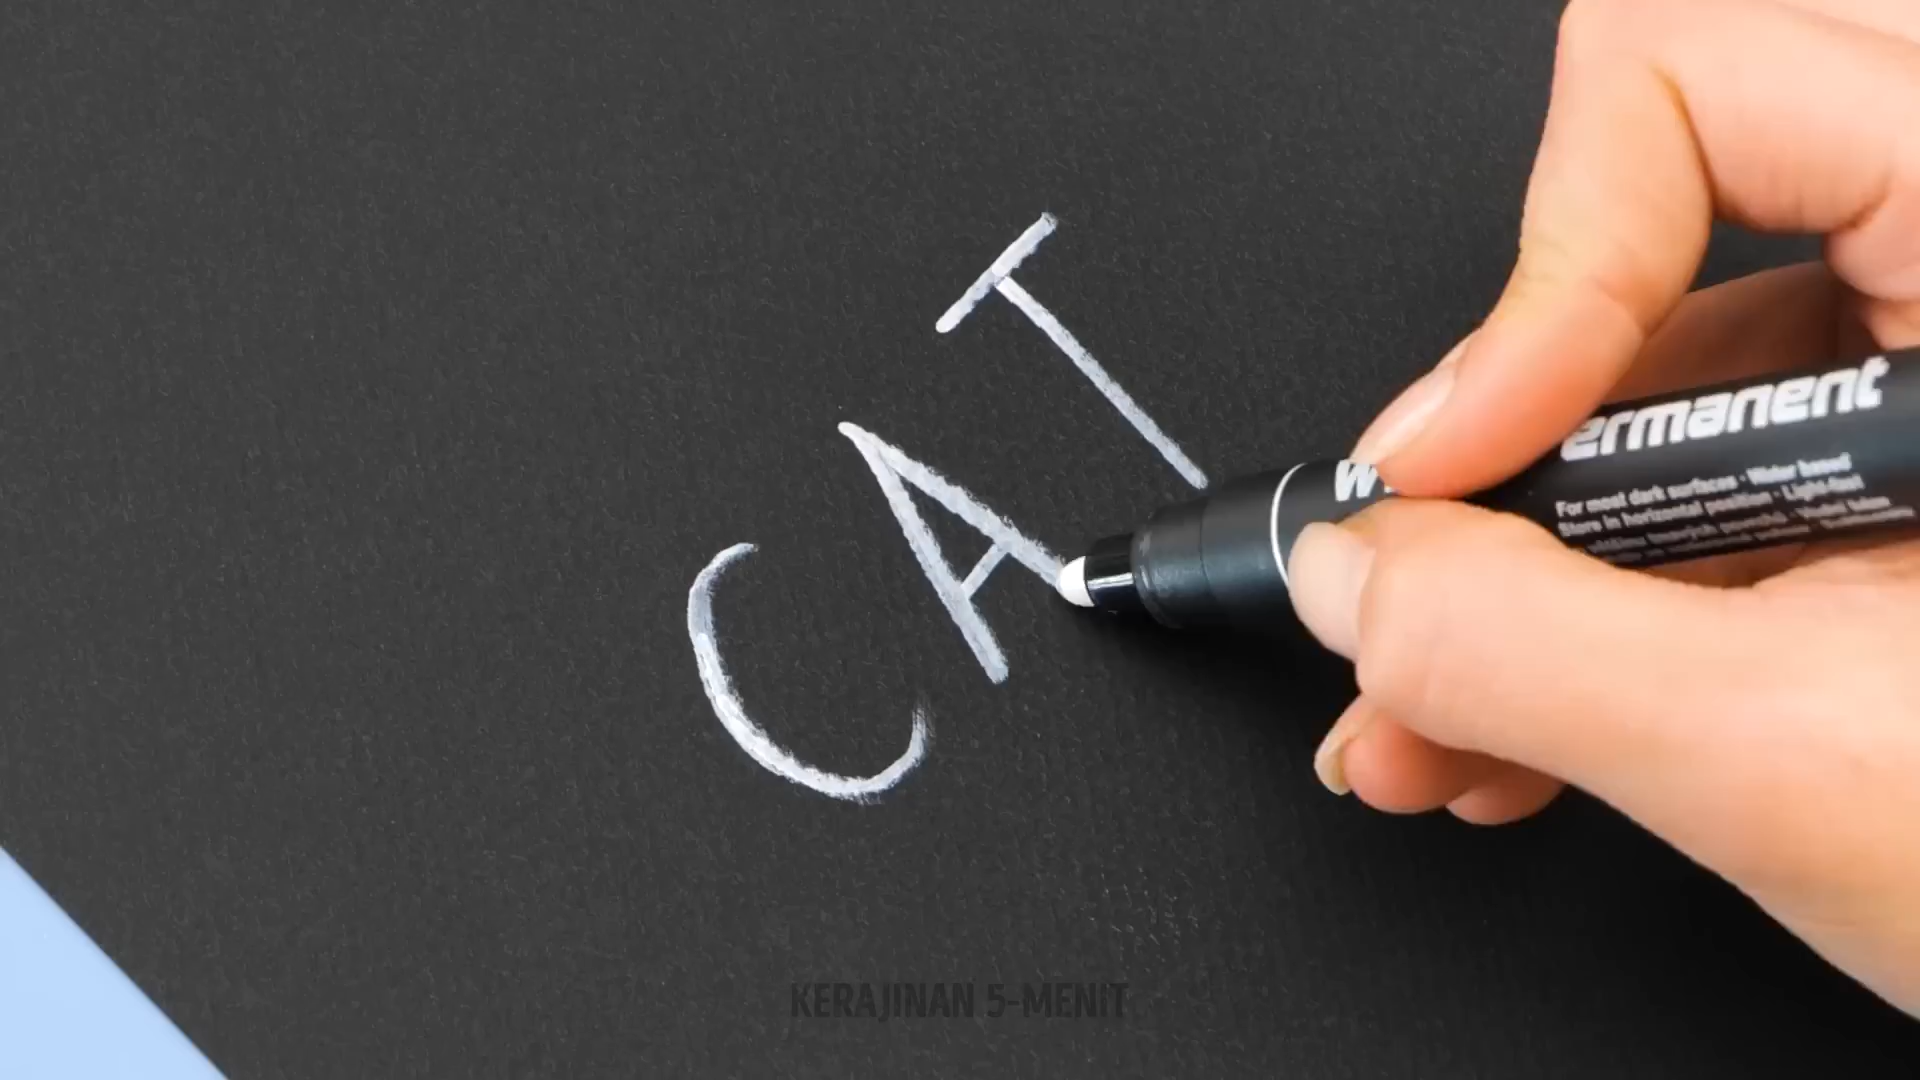 CAT
ermanent
For most dark surfaces · Water based
Store in horizontal position · Light-fast
KERAJINAN 5-MENIT